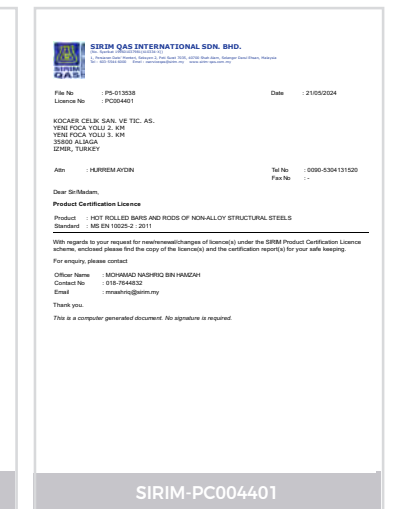 SIRIM QAS INTERNATIONAL SDN. BHD.
SIRIM
QAS
File No : P5-013538 Date : 21/05/2024
Licence No : PC004401
KOCAER CELIK SAN. VE TIC. AS.
YENI FOCA YOLU 2. KM
YENI FOCA YOLU 3. KM
35800 ALIAGA
IZMIR, TURKEY
Attn : HURREM AYDIN Tel No : 0090-5304131520
Fax No : -
Dear Sir/Madam,
Product Certification Licence
Product : HOT ROLLED BARS AND RODS OF NON-ALLOY STRUCTURAL STEELS
Standard : MS EN 10025-2 : 2011
With regards to your request for new/renewal/changes of licence(s) under the SIRIM Product Certification Licence
scheme, enclosed please find the copy of the licence(s) and the certification report(s) for your safe keeping.
For enquiry, please contact
Officer Name : MOHAMAD NASHRIQ BIN HAMZAH
Contact No : 018-7644832
Email : mnashriq@sirim.my
Thank you.
This is a computer generated document. No signature is required.
SIRIM-PC004401